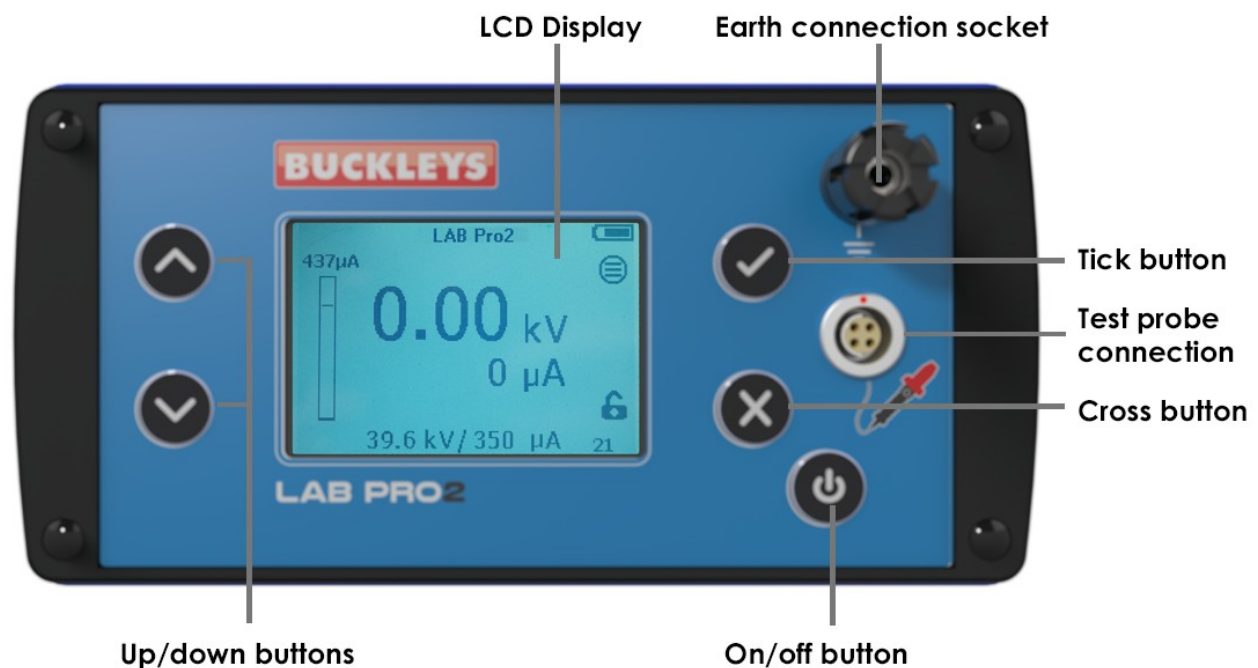 LCD Display
Earth connection socket
BUCKLEYS
LAB Pro2
437µA
0.00 kV
0 µA
39.6 kV/ 350 µA
21
LAB PRO2
Tick button
Test probe
connection
Cross button
Up/down buttons
On/off button